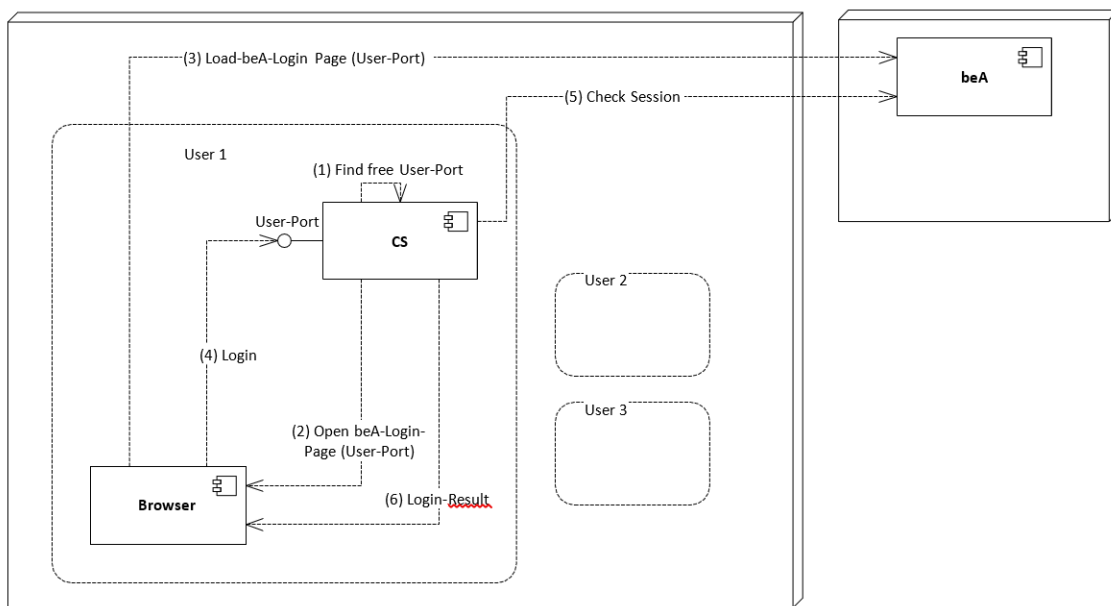 (3) Load-beA-Login Page (User-Port)
beA
(5) Check Session
User 1
(1) Find free User-Port
User-Port
CS
User 2
(4) Login
User 3
(2) Open beA-Login-
Page (User-Port)
(6) Login-Result
Browser